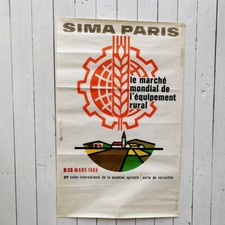 SIMA PARIS
le marché
mondial de
l'équipement
rural
MARS
salon international de la machine agricole / porte de versailles